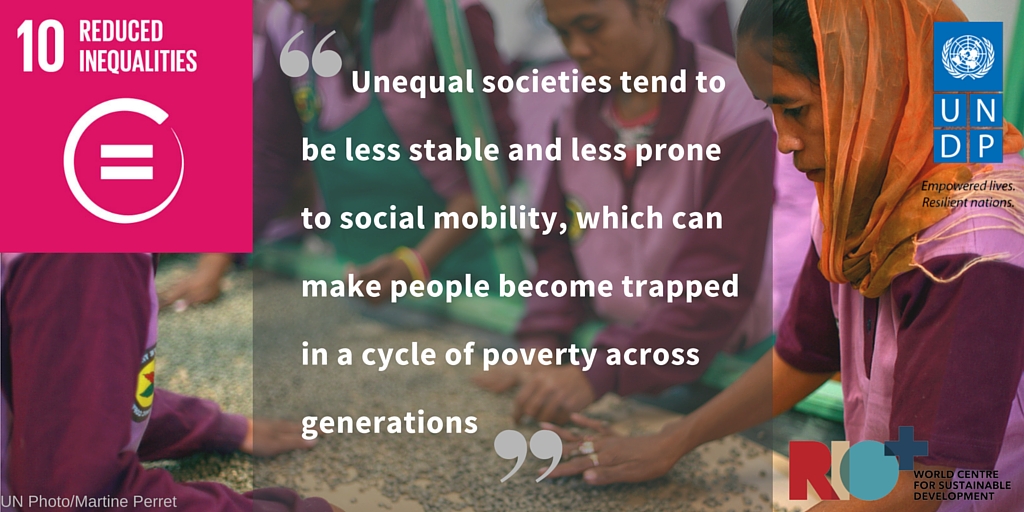 10 REDUCED
INEQUALITIES
“ Unequal societies tend to
be less stable and less prone
to social mobility, which can
make people become trapped
in a cycle of poverty across
generations ”
U N
D P
Empowered lives.
Resilient nations.
RIO+
WORLD CENTRE
FOR SUSTAINABLE
DEVELOPMENT
UN Photo/Martine Perret